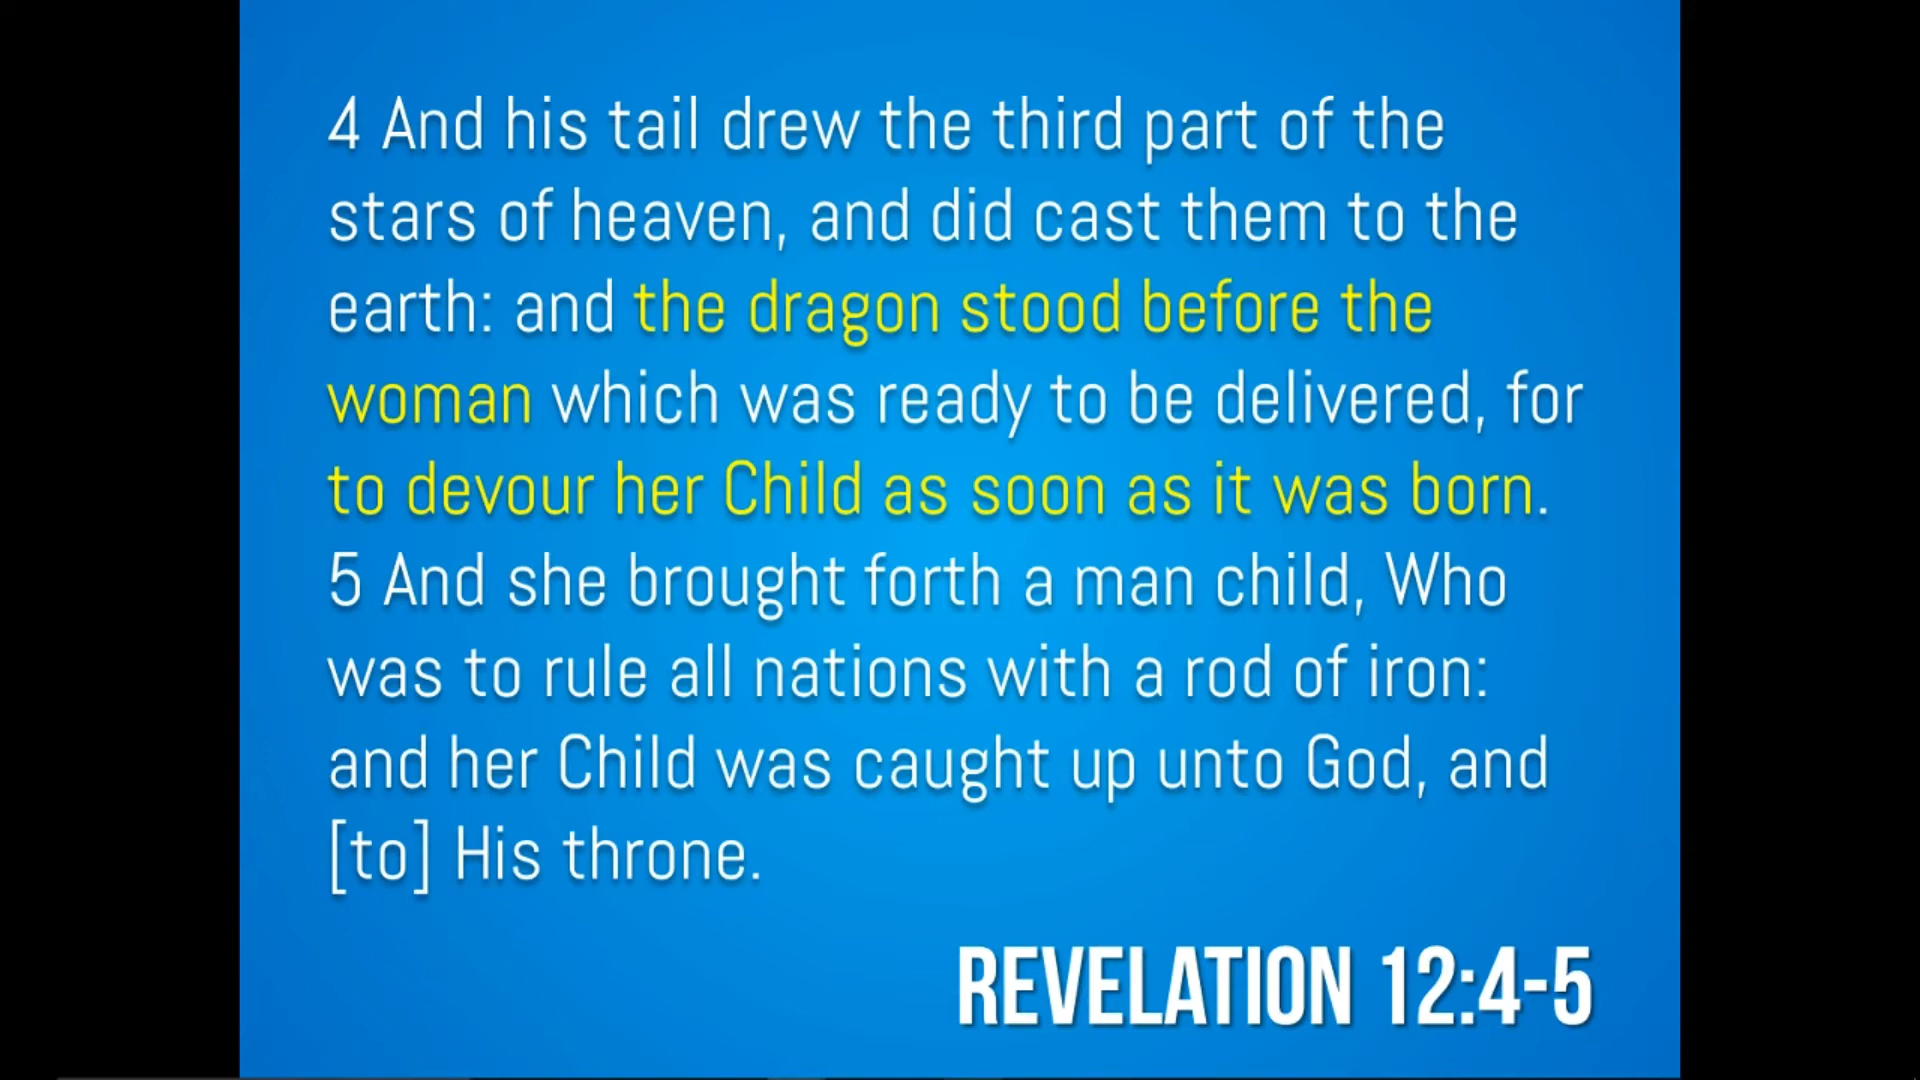 4 And his tail drew the third part of the
stars of heaven, and did cast them to the
earth: and the dragon stood before the
woman which was ready to be delivered, for
to devour her Child as soon as it was born.
5 And she brought forth a man child, Who
was to rule all nations with a rod of iron:
and her Child was caught up unto God, and
[to] His throne.
REVELATION 12:4-5